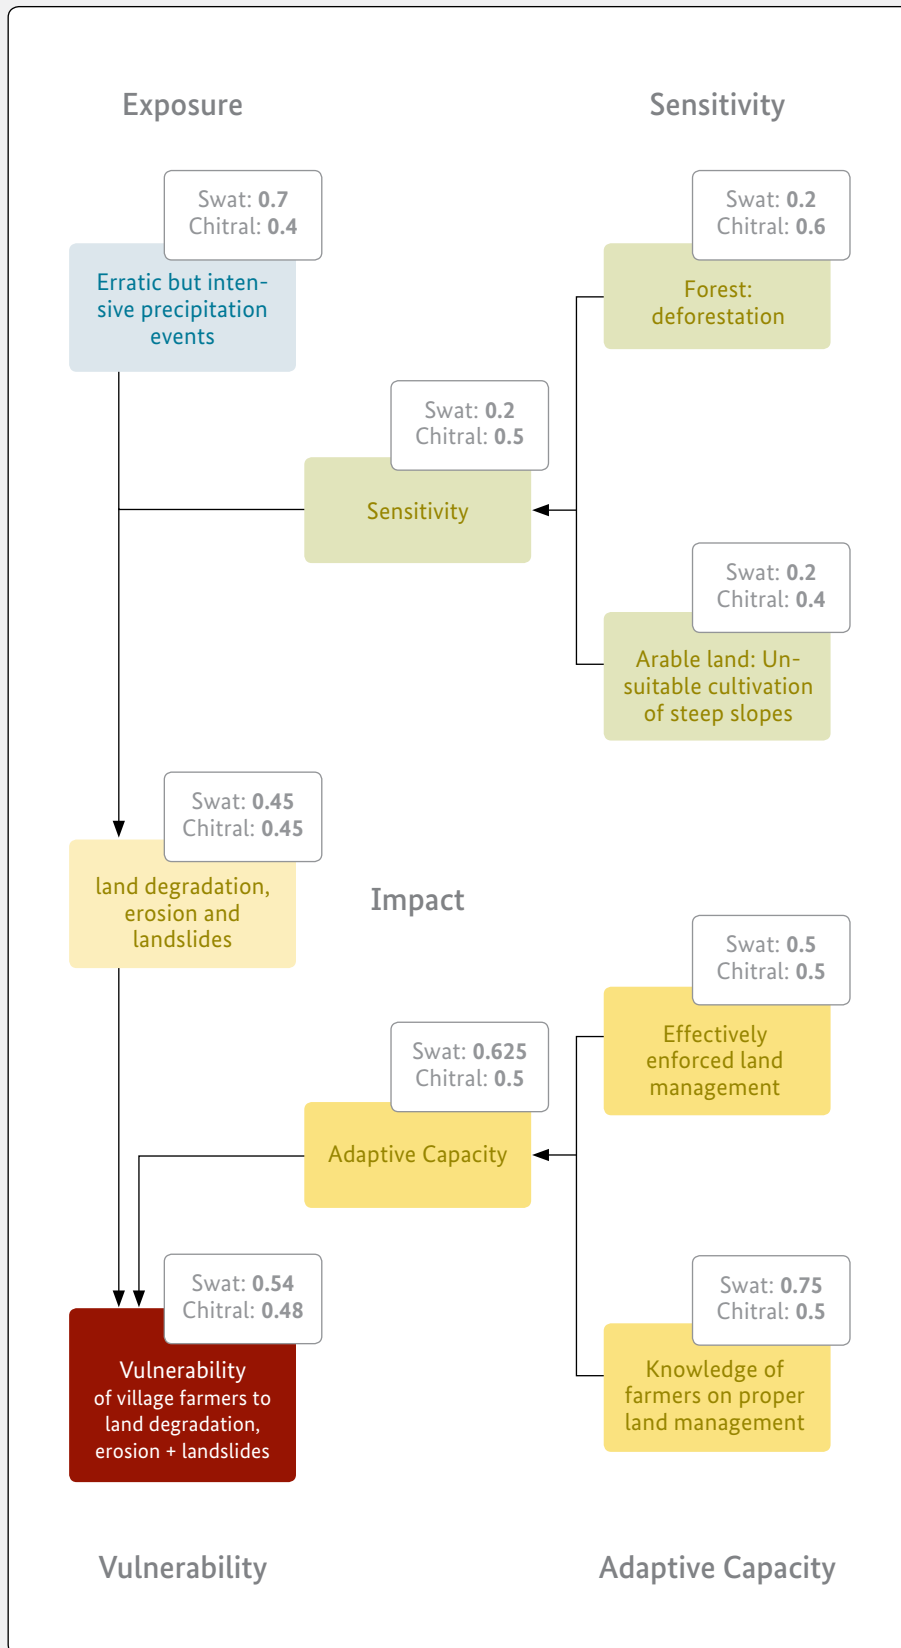 Exposure
Sensitivity
Swat: 0.7
Chitral: 0.4
Erratic but inten-
sive precipitation
events
Swat: 0.2
Chitral: 0.6
Forest:
deforestation
Swat: 0.2
Chitral: 0.5
Sensitivity
Swat: 0.2
Chitral: 0.4
Arable land: Un-
suitable cultivation
of steep slopes
Swat: 0.45
Chitral: 0.45
land degradation,
erosion and
landslides
Impact
Swat: 0.5
Chitral: 0.5
Effectively
enforced land
management
Swat: 0.625
Chitral: 0.5
Adaptive Capacity
Swat: 0.54
Chitral: 0.48
Vulnerability
of village farmers to
land degradation,
erosion + landslides
Swat: 0.75
Chitral: 0.5
Knowledge of
farmers on proper
land management
Vulnerability
Adaptive Capacity